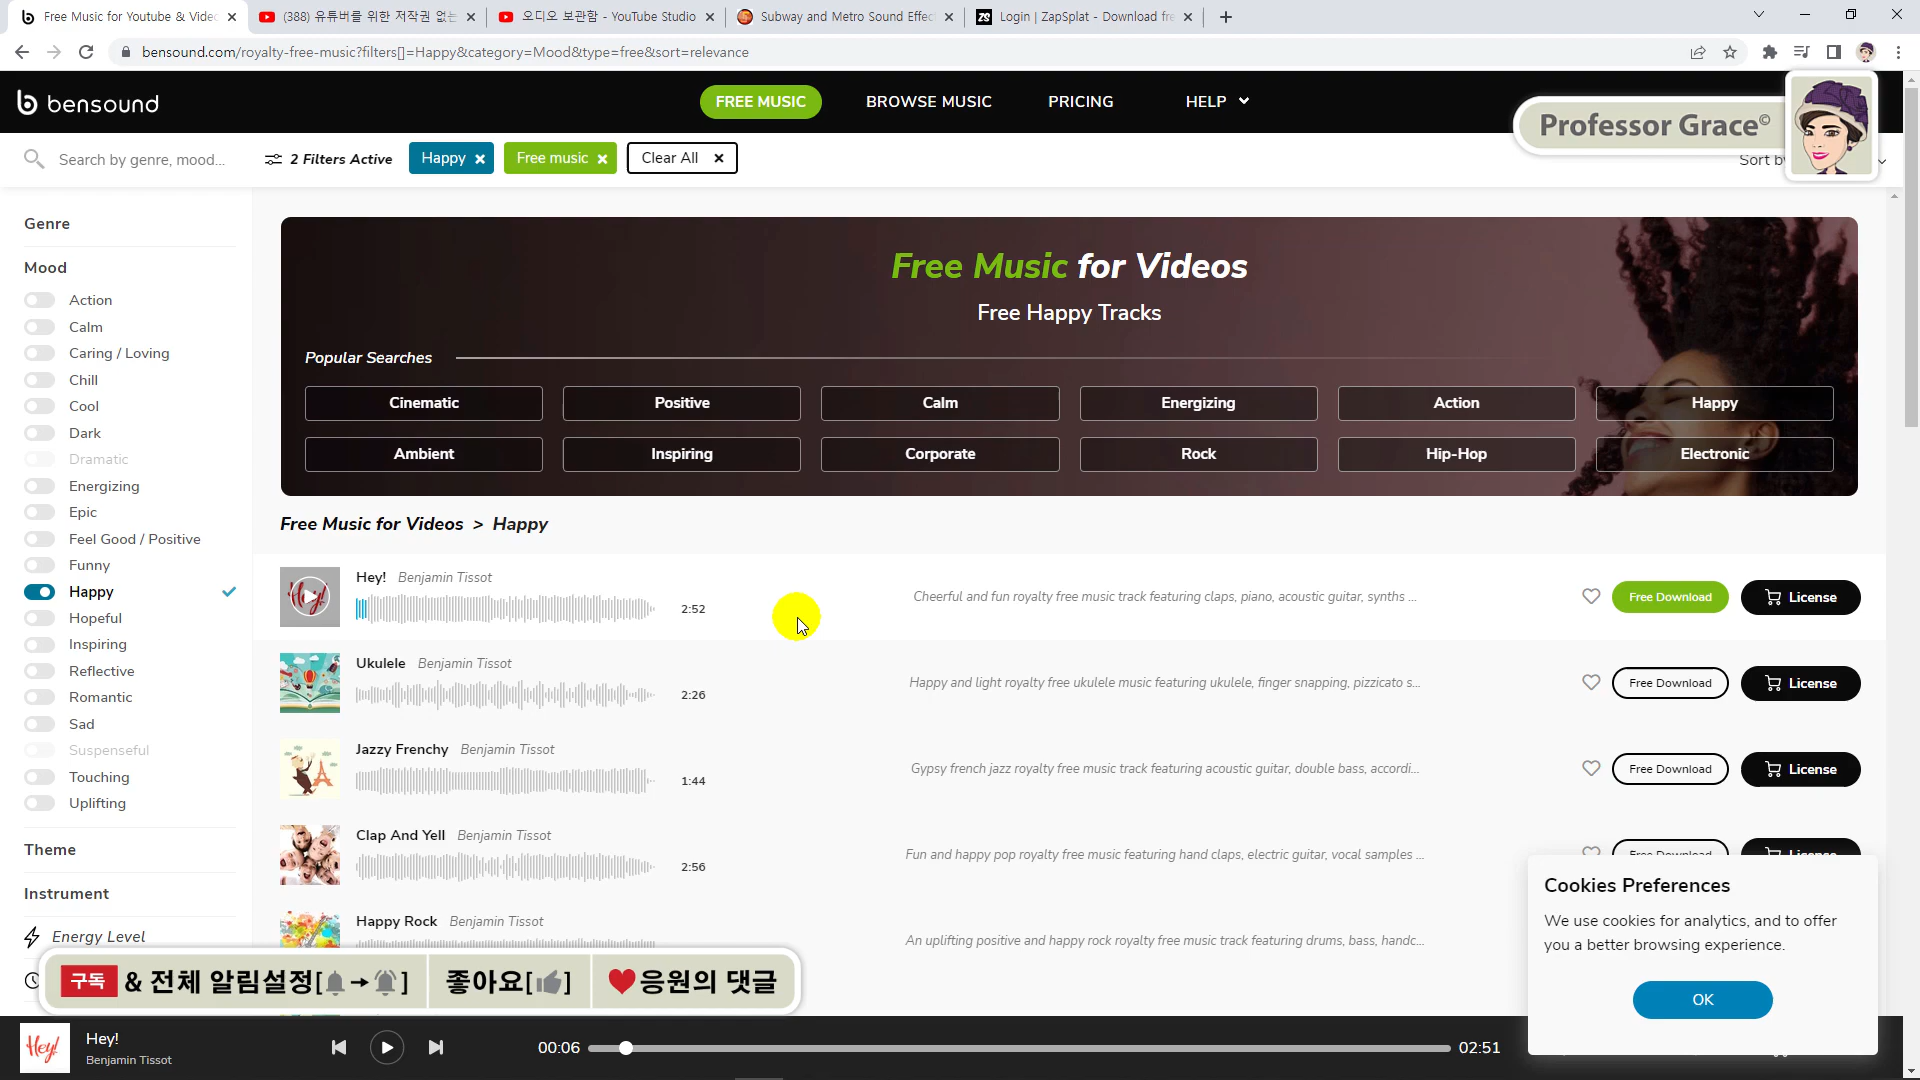 Free Music for Youtube & Vide
(388) 유튜버를 위한 저작권 없는
오디오 보관함 - YouTube Studio
Subway and Metro Sound Effec
Login | ZapSplat - Download fre
bensound.com/royalty-free-music?filters[]=Happy&category=Mood&type=free&sort=relevance
bensound
FREE MUSIC
BROWSE MUSIC
PRICING
HELP
Professor Grace©
Search by genre, mood...
2 Filters Active
Happy ×
Free music ×
Clear All ×
Sort by
Genre
Mood
Action
Calm
Caring / Loving
Chill
Cool
Dark
Dramatic
Energizing
Epic
Feel Good / Positive
Funny
Happy
Hopeful
Inspiring
Reflective
Romantic
Sad
Suspenseful
Touching
Uplifting
Theme
Instrument
Energy Level
Free Music for Videos
Free Happy Tracks
Popular Searches
Cinematic
Positive
Calm
Energizing
Action
Happy
Ambient
Inspiring
Corporate
Rock
Hip-Hop
Electronic
Free Music for Videos > Happy
Hey!
Hey! Benjamin Tissot
2:52
Cheerful and fun royalty free music track featuring claps, piano, acoustic guitar, synths ...
Free Download
License
Ukulele Benjamin Tissot
2:26
Happy and light royalty free ukulele music featuring ukulele, finger snapping, pizzicato s...
Free Download
License
Jazzy Frenchy Benjamin Tissot
1:44
Gypsy french jazz royalty free music track featuring acoustic guitar, double bass, accordi...
Free Download
License
Clap And Yell Benjamin Tissot
2:56
Fun and happy pop royalty free music featuring hand claps, electric guitar, vocal samples ...
Free Download
License
Happy Rock Benjamin Tissot
An uplifting positive and happy rock royalty free music track featuring drums, bass, handc...
Cookies Preferences
We use cookies for analytics, and to offer
you a better browsing experience.
OK
구독 & 전체 알림설정[→]
좋아요[]
응원의 댓글
Hey!
Hey!
Benjamin Tissot
00:06
02:51